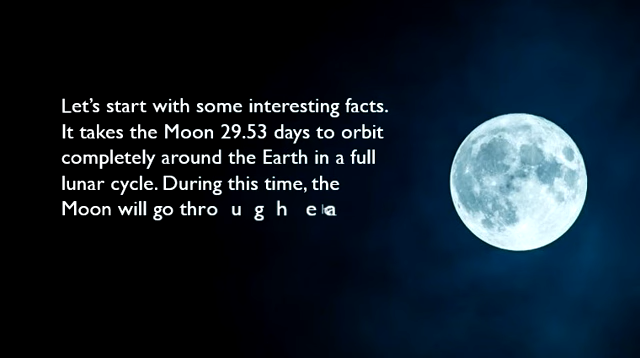 Let's start with some interesting facts.
It takes the Moon 29.53 days to orbit
completely around the Earth in a full
lunar cycle. During this time, the
Moon will go through